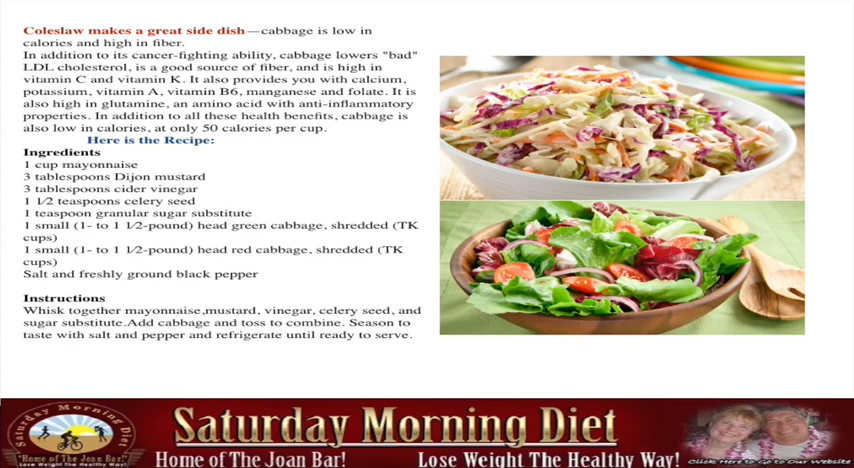 Coleslaw makes a great side dish—cabbage is low in
calories and high in fiber.
In addition to its cancer-fighting ability, cabbage lowers "bad"
LDL cholesterol, is a good source of fiber, and is high in
vitamin C and vitamin K. It also provides you with calcium,
potassium, vitamin A, vitamin B6, manganese and folate. It is
also high in glutamine, an amino acid with anti-inflammatory
properties. In addition to all these health benefits, cabbage is
also low in calories, at only 50 calories per cup.
Here is the Recipe:
Ingredients
1 cup mayonnaise
3 tablespoons Dijon mustard
3 tablespoons cider vinegar
1 1⁄2 teaspoons celery seed
1 teaspoon granular sugar substitute
1 small (1- to 1 1⁄2-pound) head green cabbage, shredded (TK
cups)
1 small (1- to 1 1⁄2-pound) head red cabbage, shredded (TK
cups)
Salt and freshly ground black pepper
Instructions
Whisk together mayonnaise,mustard, vinegar, celery seed, and
sugar substitute.Add cabbage and toss to combine. Season to
taste with salt and pepper and refrigerate until ready to serve.
Saturday Morning Diet
Home of The Joan Bar!
Lose Weight The Healthy Way!
Saturday Morning Diet
Home of The Joan Bar! Lose Weight The Healthy Way!
Click Here to Go to Our Website